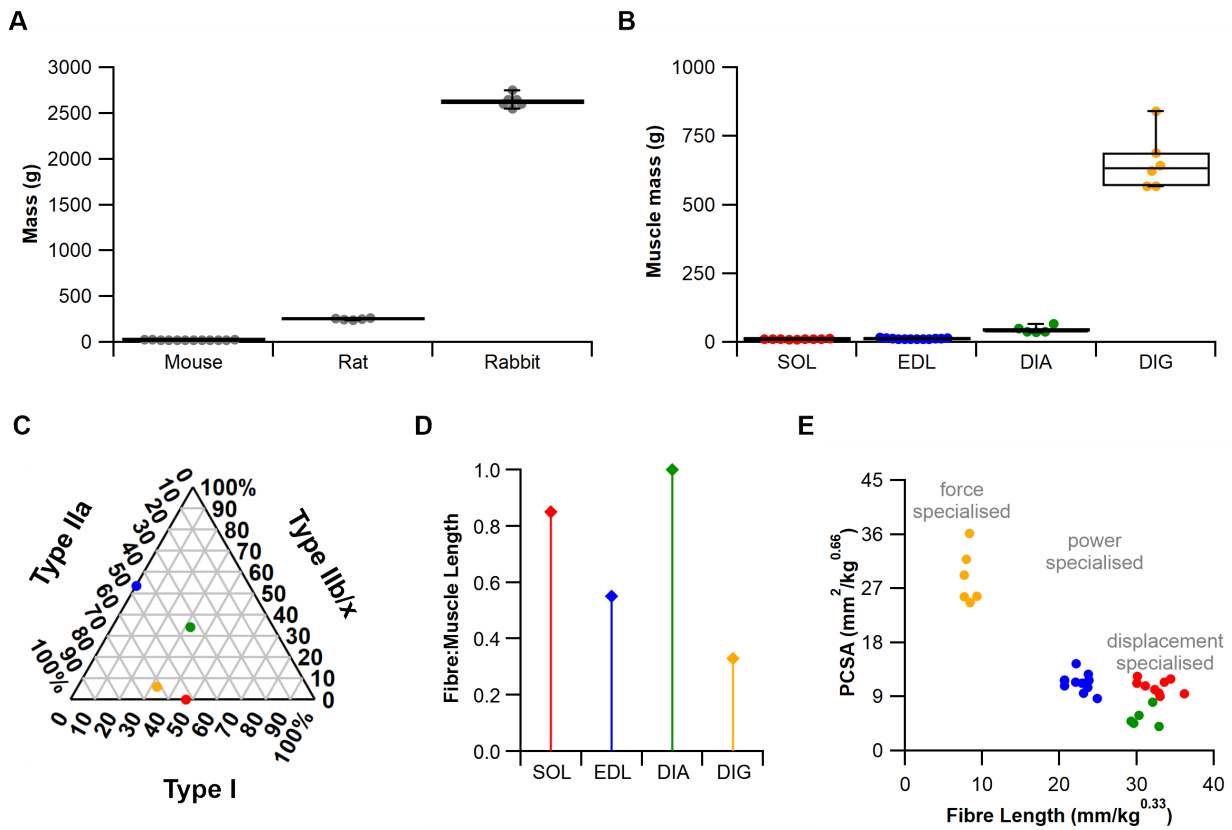 A
Mass (g)
3000
2500
2000
1500
1000
500
0
Mouse Rat Rabbit
B
Muscle mass (g)
1000
750
500
250
0
SOL EDL DIA DIG
C
Type IIa
0
10
20
30
40
50
60
70
80
90
100%
Type IIb/x
100%
90
80
70
60
50
40
30
20
10
0
0 10 20 30 40 50 60 70 80 90 100%
Type I
D
Fibre:Muscle Length
1.0
0.8
0.6
0.4
0.2
0.0
SOL EDL DIA DIG
E
PCSA (mm²/kg^0.66)
45
36
27
18
9
0
force
specialised
power
specialised
displacement
specialised
0 10 20 30 40
Fibre Length (mm/kg^0.33)